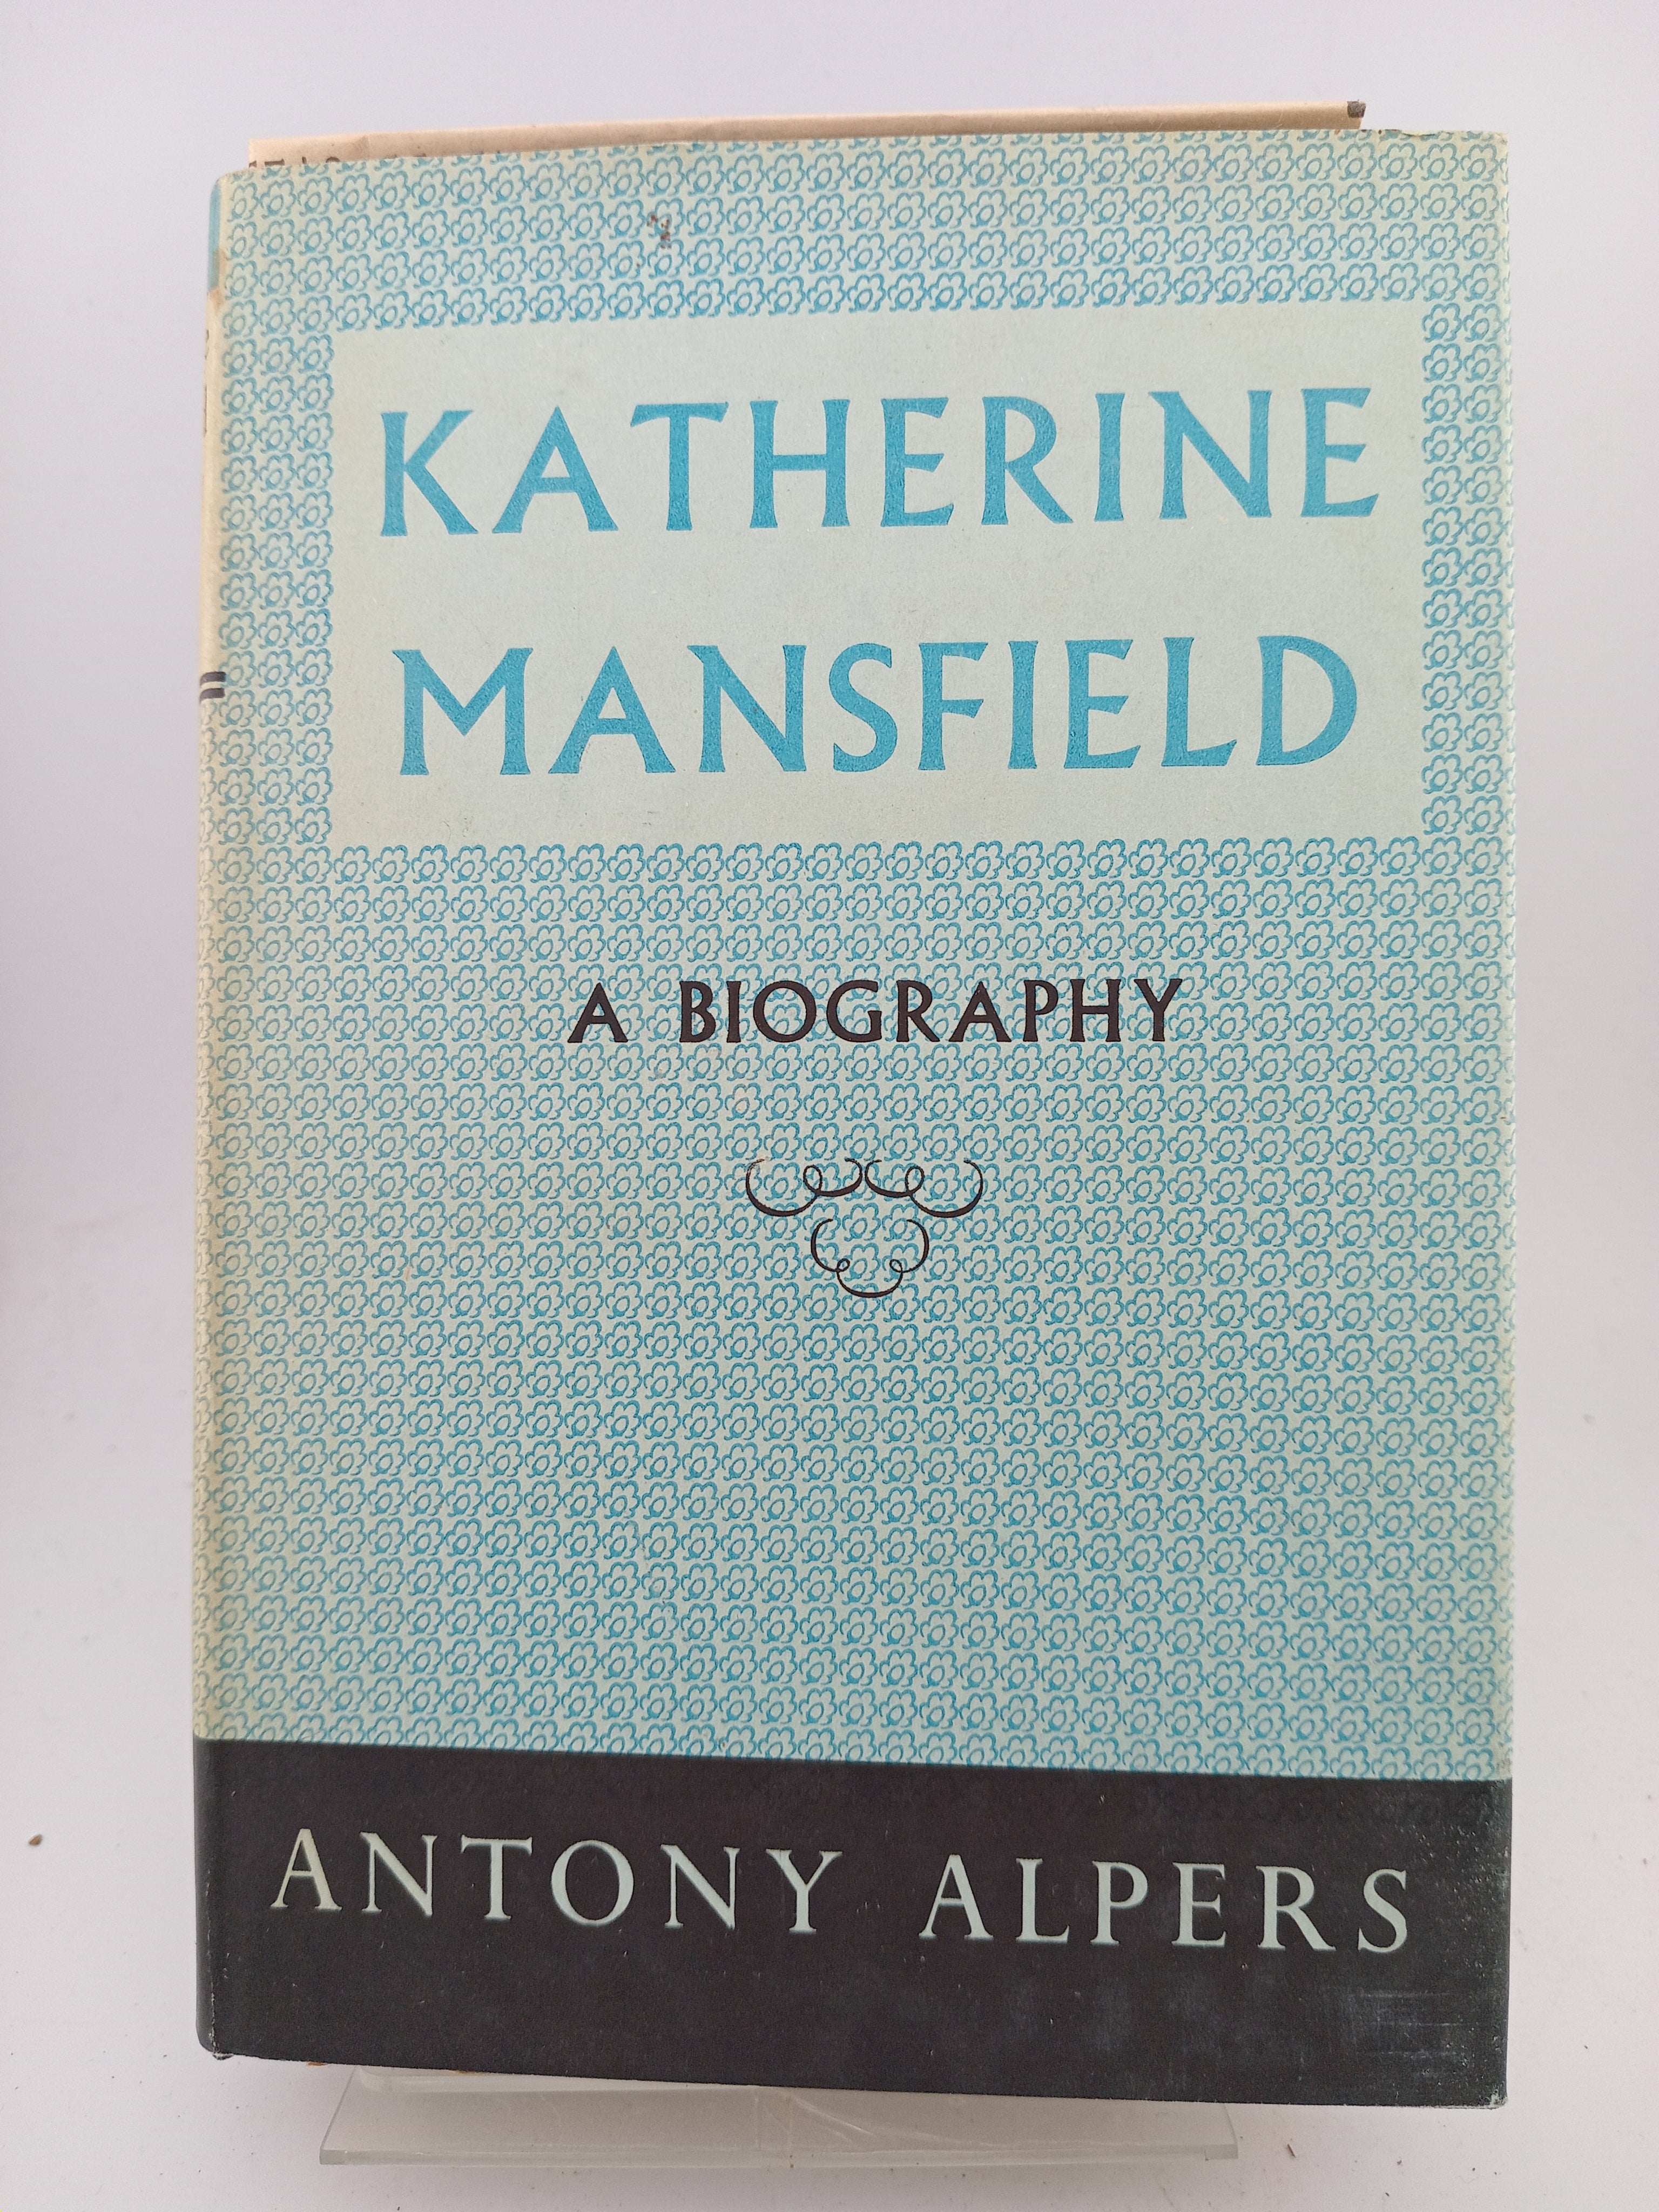 KATHERINE
MANSFIELD
A BIOGRAPHY
ANTONY ALPERS